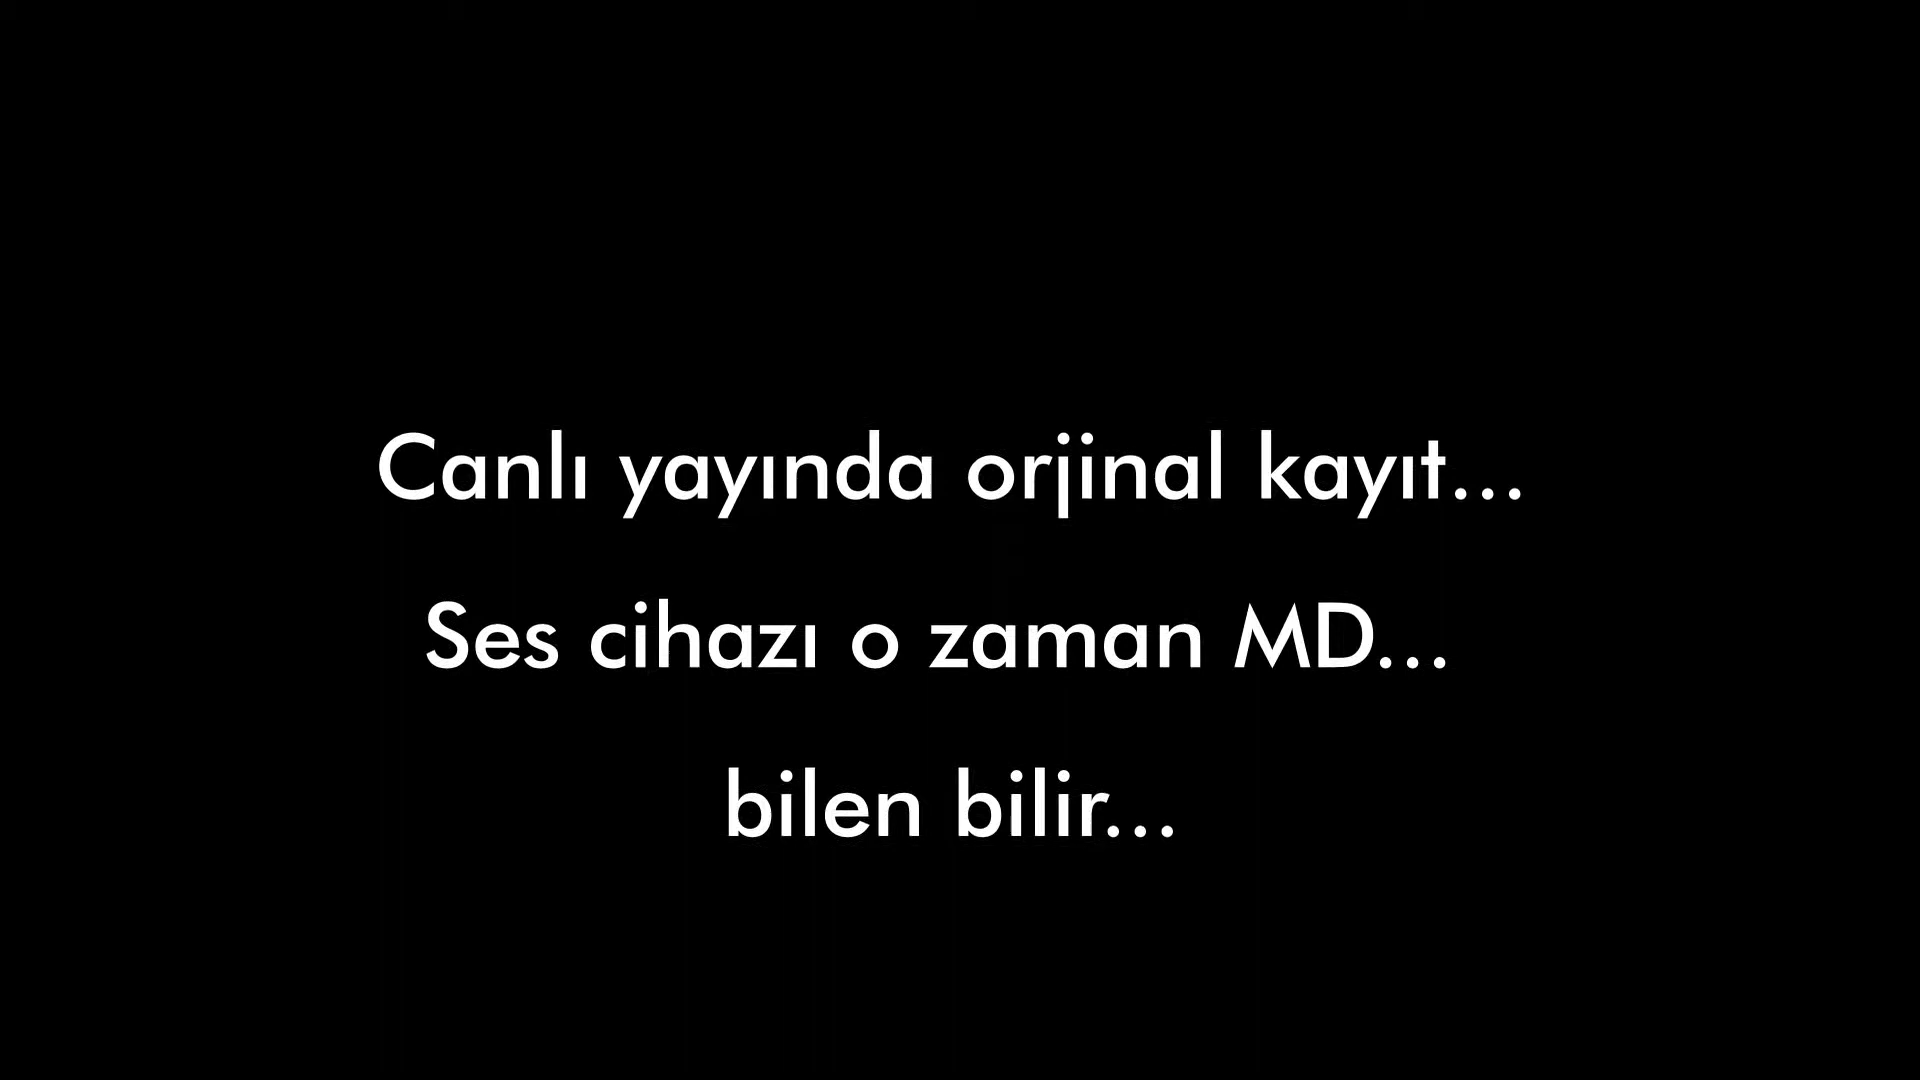 Canlı yayında orjinal kayıt...
Ses cihazı o zaman MD...
bilen bilir...